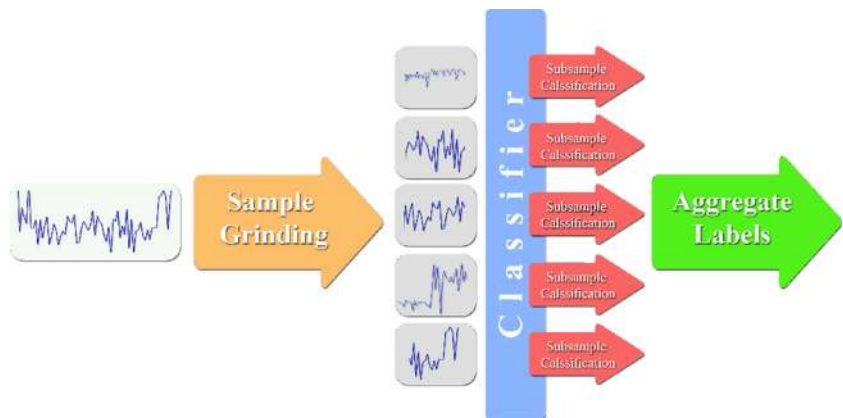 Sample
Grinding
Classifier
Subsample
Calssification
Subsample
Calssification
Subsample
Calssification
Subsample
Calssification
Subsample
Calssification
Aggregate
Labels